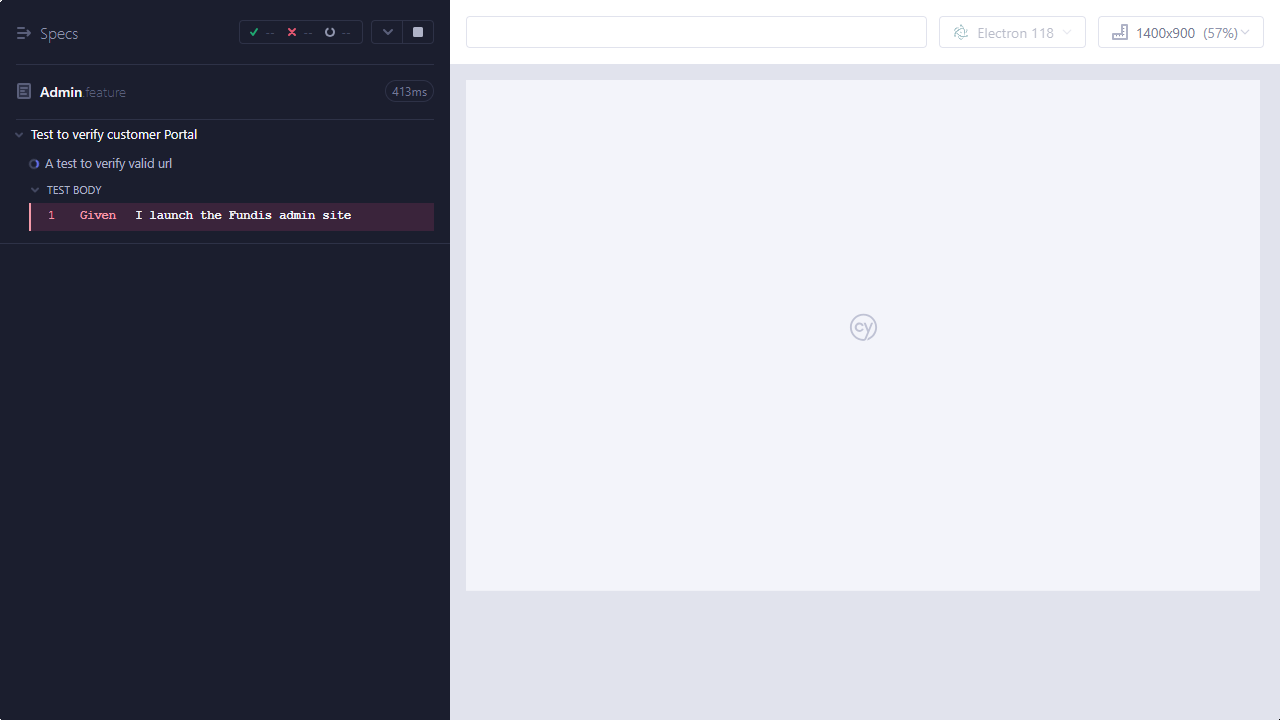 Specs
-- -- --
Electron 118
1400x900 (57%)
Admin feature
413ms
Test to verify customer Portal
A test to verify valid url
TEST BODY
1 Given I launch the Fundis admin site
cy